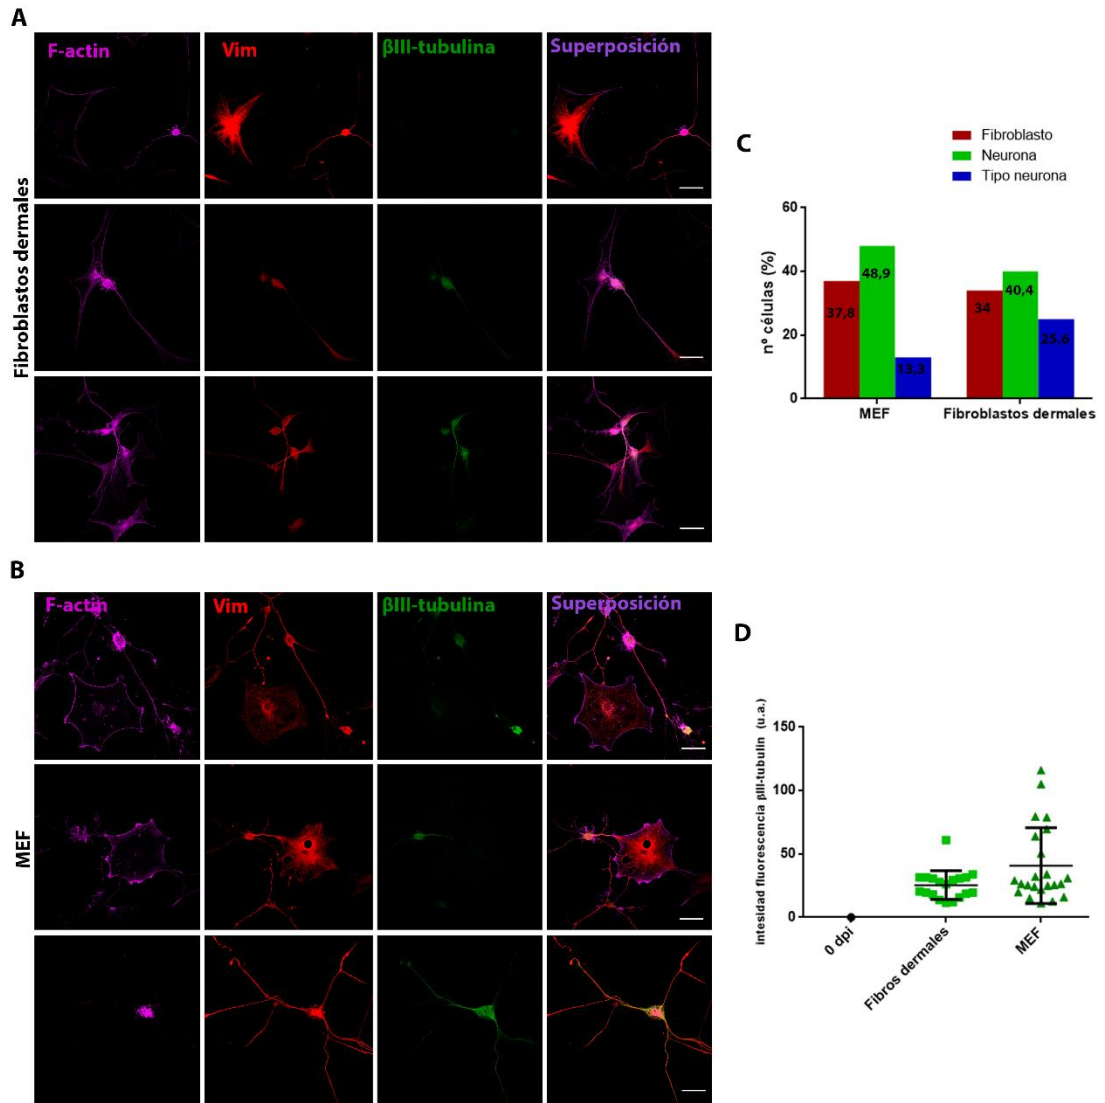 A
F-actin
Vim
βIII-tubulina
Superposición
Fibroblastos dermales
B
F-actin
Vim
βIII-tubulina
Superposición
MEF
C
Fibroblasto
Neurona
Tipo neurona
nº células (%)
60
40
20
0
37,8
48,9
13,3
34
40,4
25,6
MEF
Fibroblastos dermales
D
intesidad fluorescencia βIII-tubulin (u.a.)
150
100
50
0
0 dpi
Fibros dermales
MEF